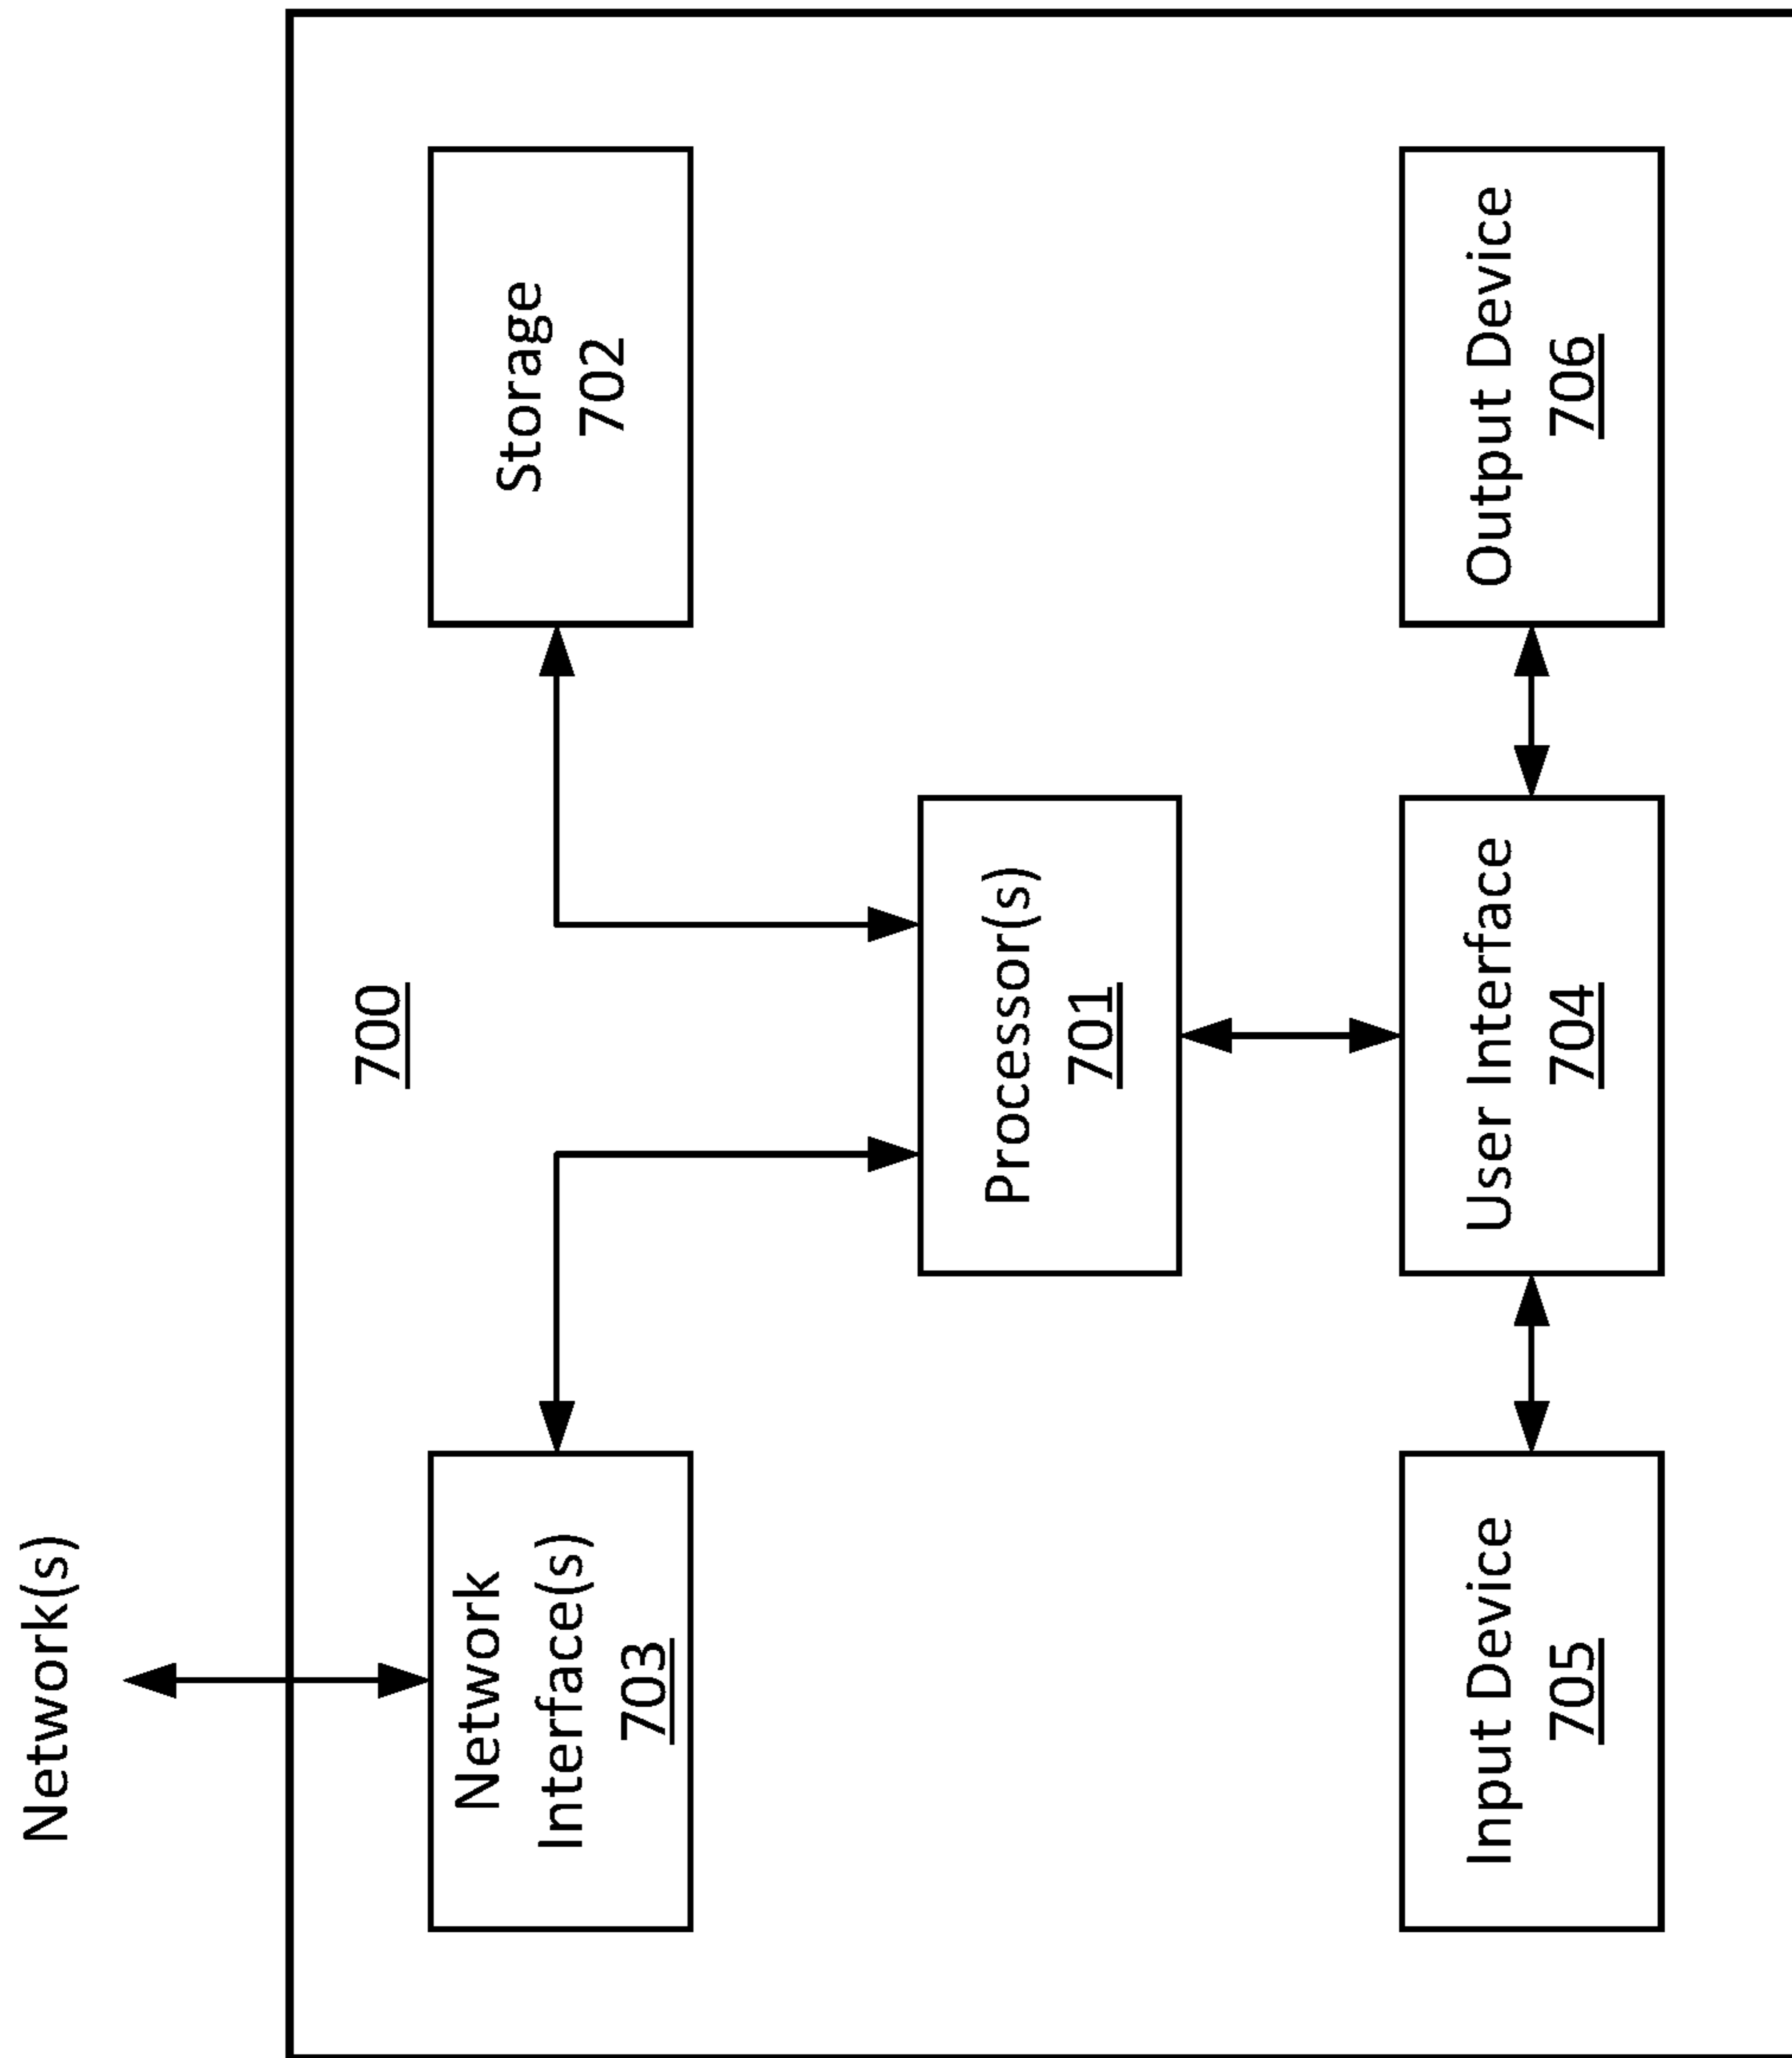 Network(s)
700
Network
Interface(s)
703
Storage
702
Processor(s)
701
Input Device
705
User Interface
704
Output Device
706